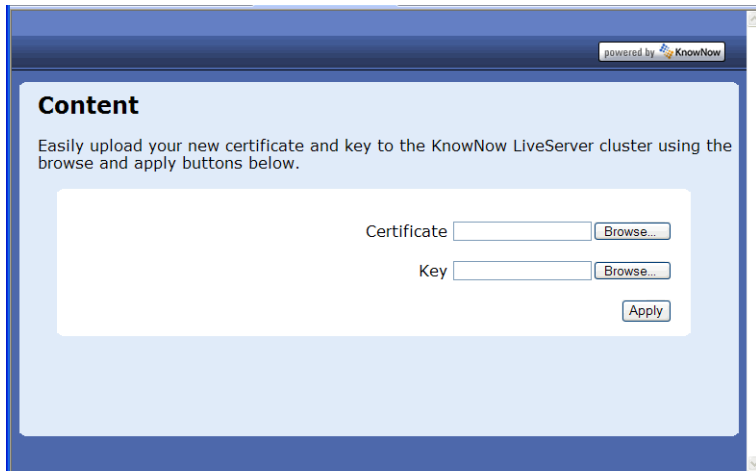 powered by KnowNow
Content
Easily upload your new certificate and key to the KnowNow LiveServer cluster using the
browse and apply buttons below.
Certificate Browse...
Key Browse...
Apply